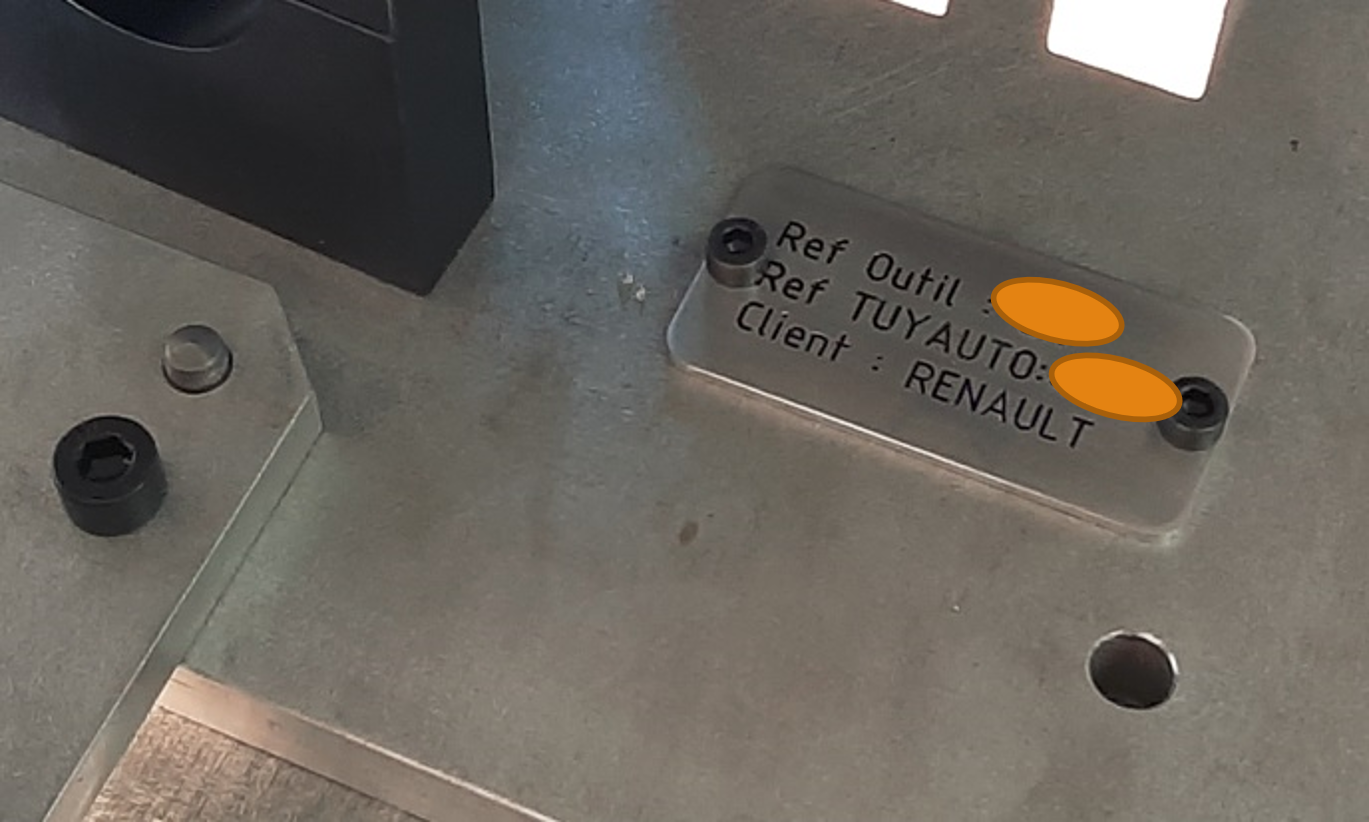 Ref Outil :
Ref TUYAUTO:
Client : RENAULT